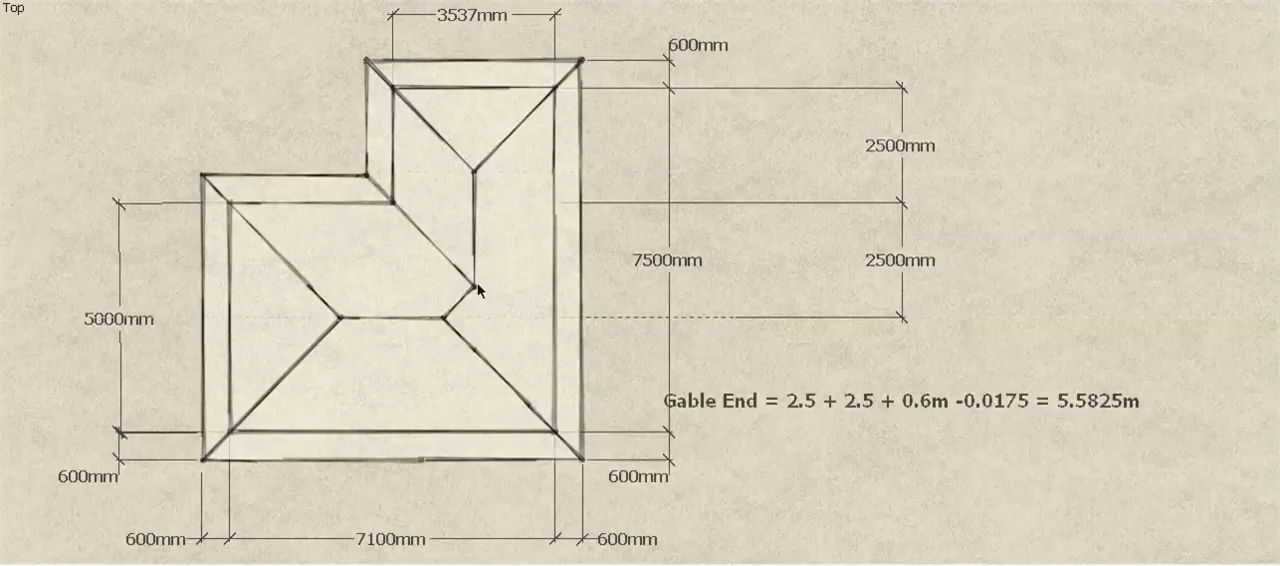 Top
3537mm
600mm
2500mm
7500mm
2500mm
5000mm
Gable End = 2.5 + 2.5 + 0.6m -0.0175 = 5.5825m
600mm
600mm
600mm
7100mm
600mm